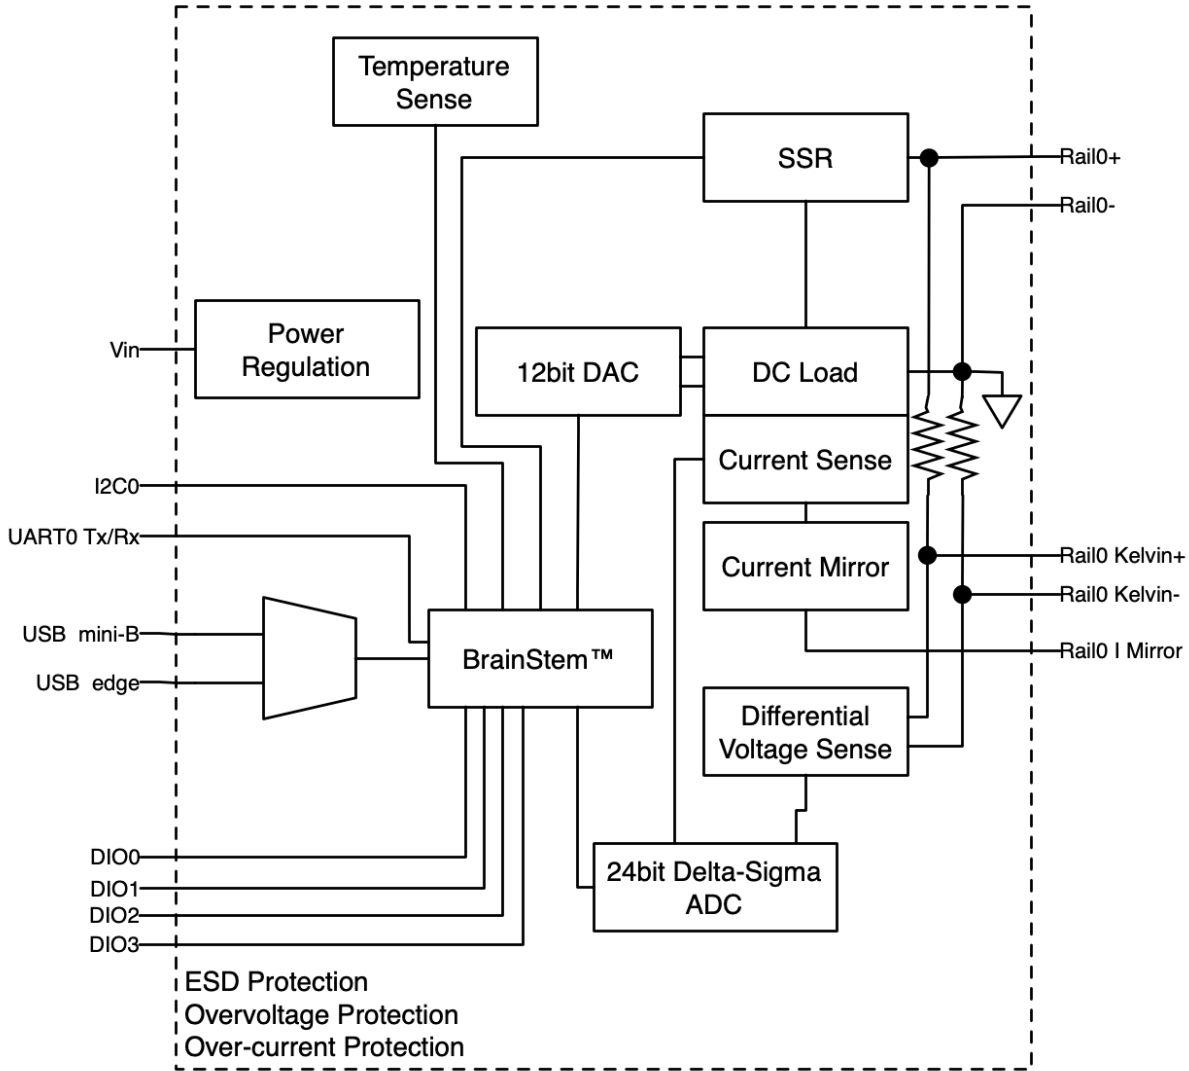 Temperature
Sense
SSR
Rail0+
Rail0-
Power
Regulation
Vin
12bit DAC
DC Load
Current Sense
I2C0
UART0 Tx/Rx
Current Mirror
Rail0 Kelvin+
Rail0 Kelvin-
USB mini-B
BrainStem™
Rail0 I Mirror
USB edge
Differential
Voltage Sense
DIO0
24bit Delta-Sigma
ADC
DIO1
DIO2
DIO3
ESD Protection
Overvoltage Protection
Over-current Protection